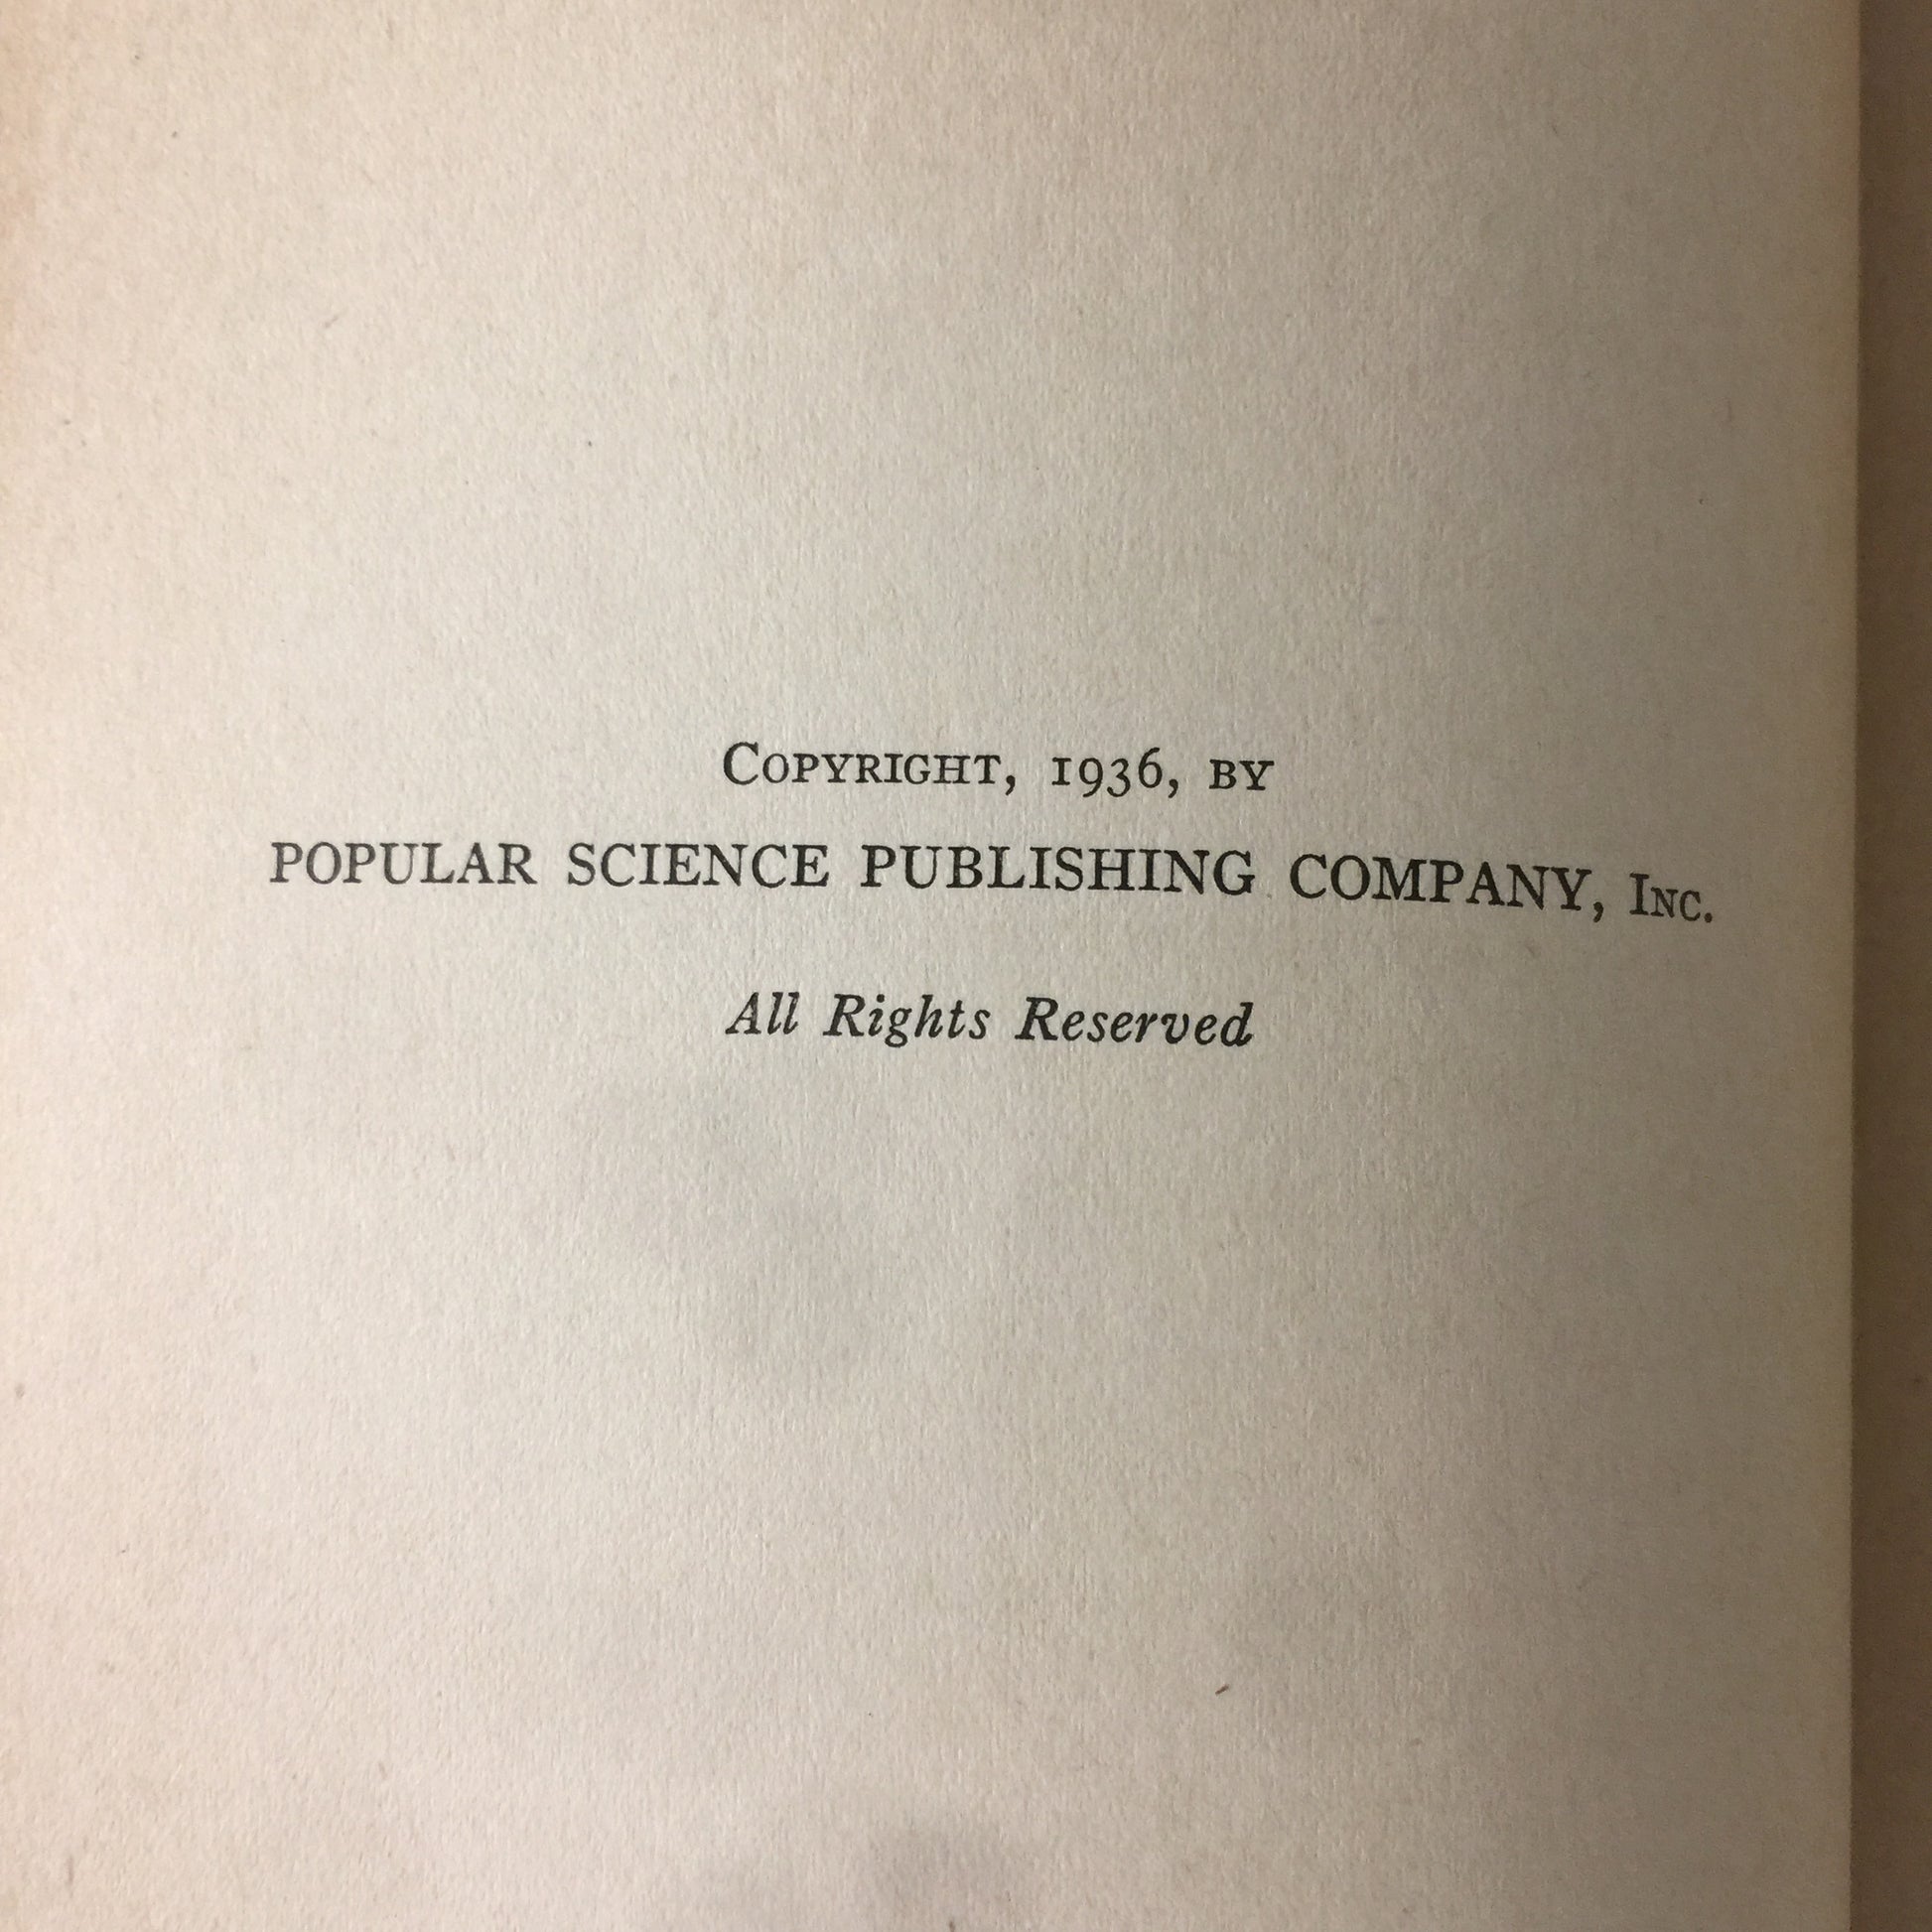 Copyright, 1936, by
POPULAR SCIENCE PUBLISHING COMPANY, Inc.
All Rights Reserved